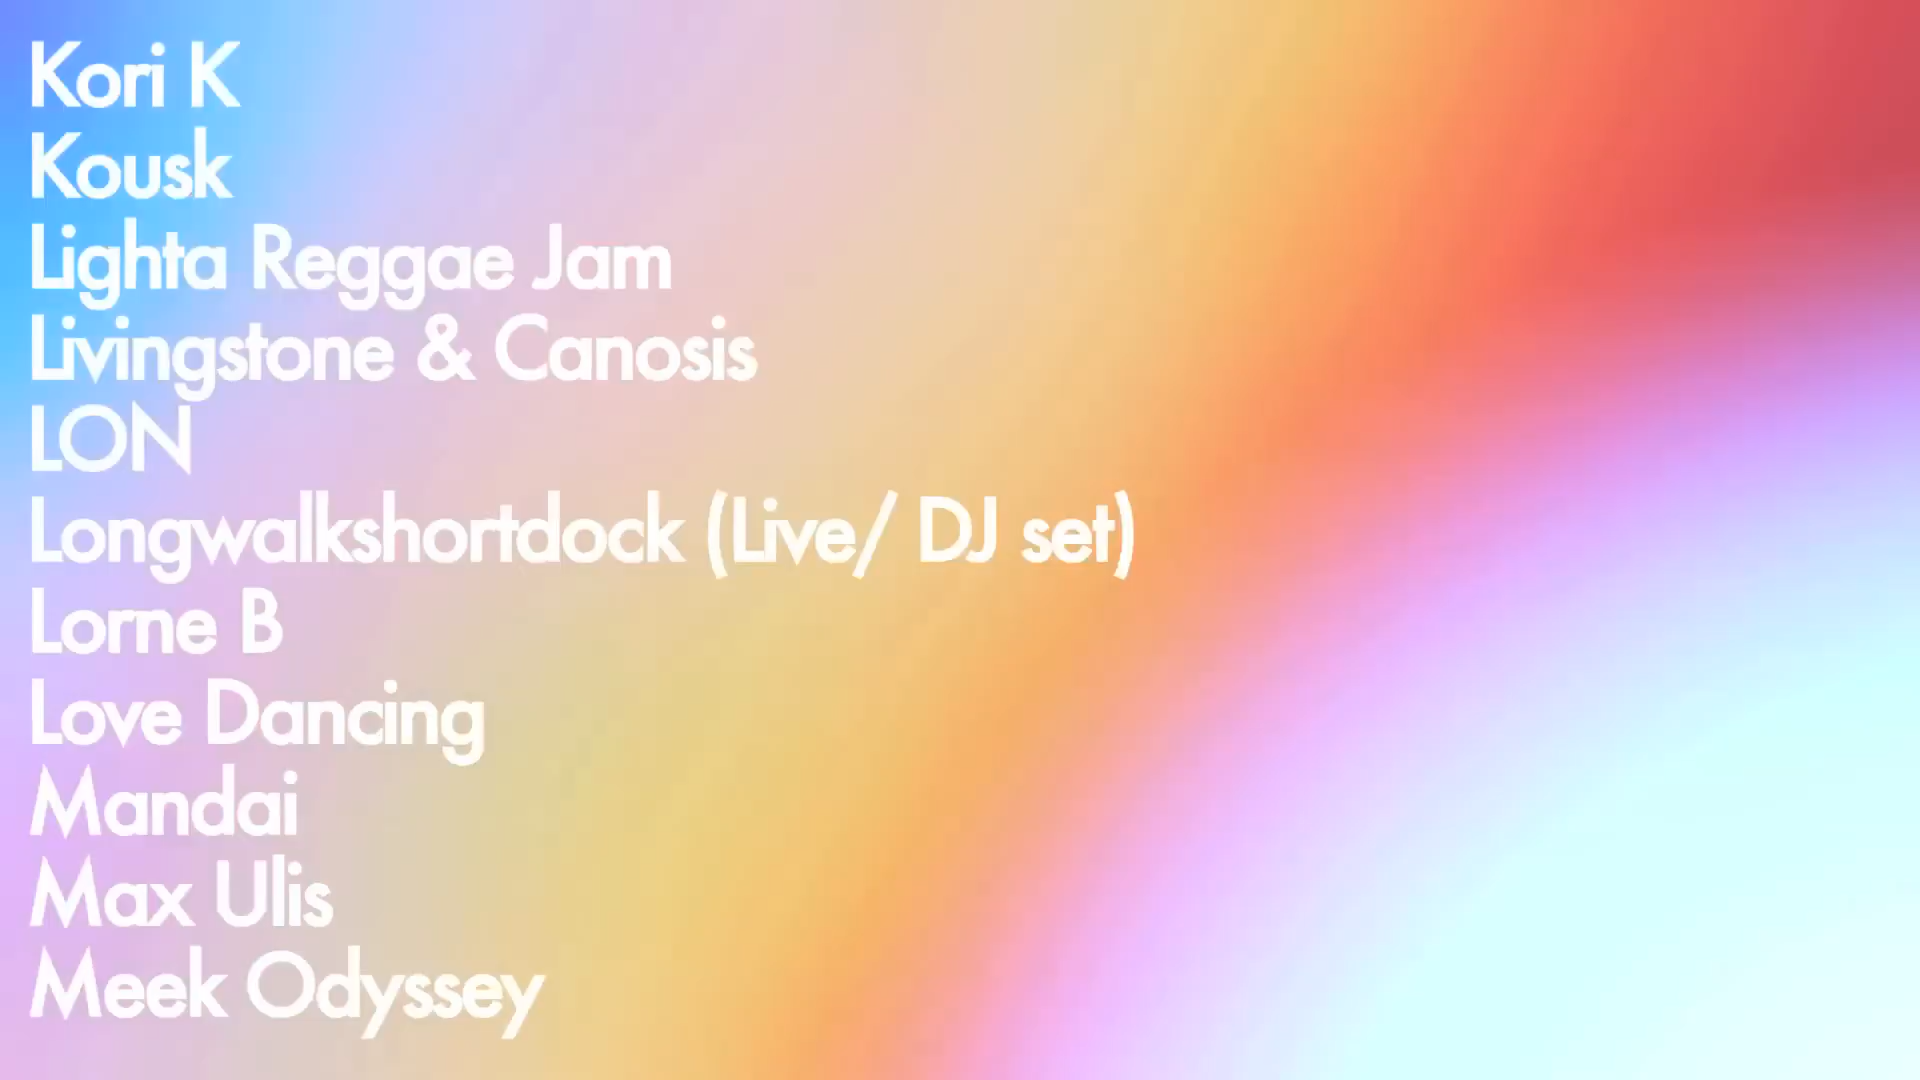 Kori K
Kousk
Lighta Reggae Jam
Livingstone & Canosis
LON
Longwalkshortdock (Live/ DJ set)
Lorne B
Love Dancing
Mandai
Max Ulis
Meek Odyssey